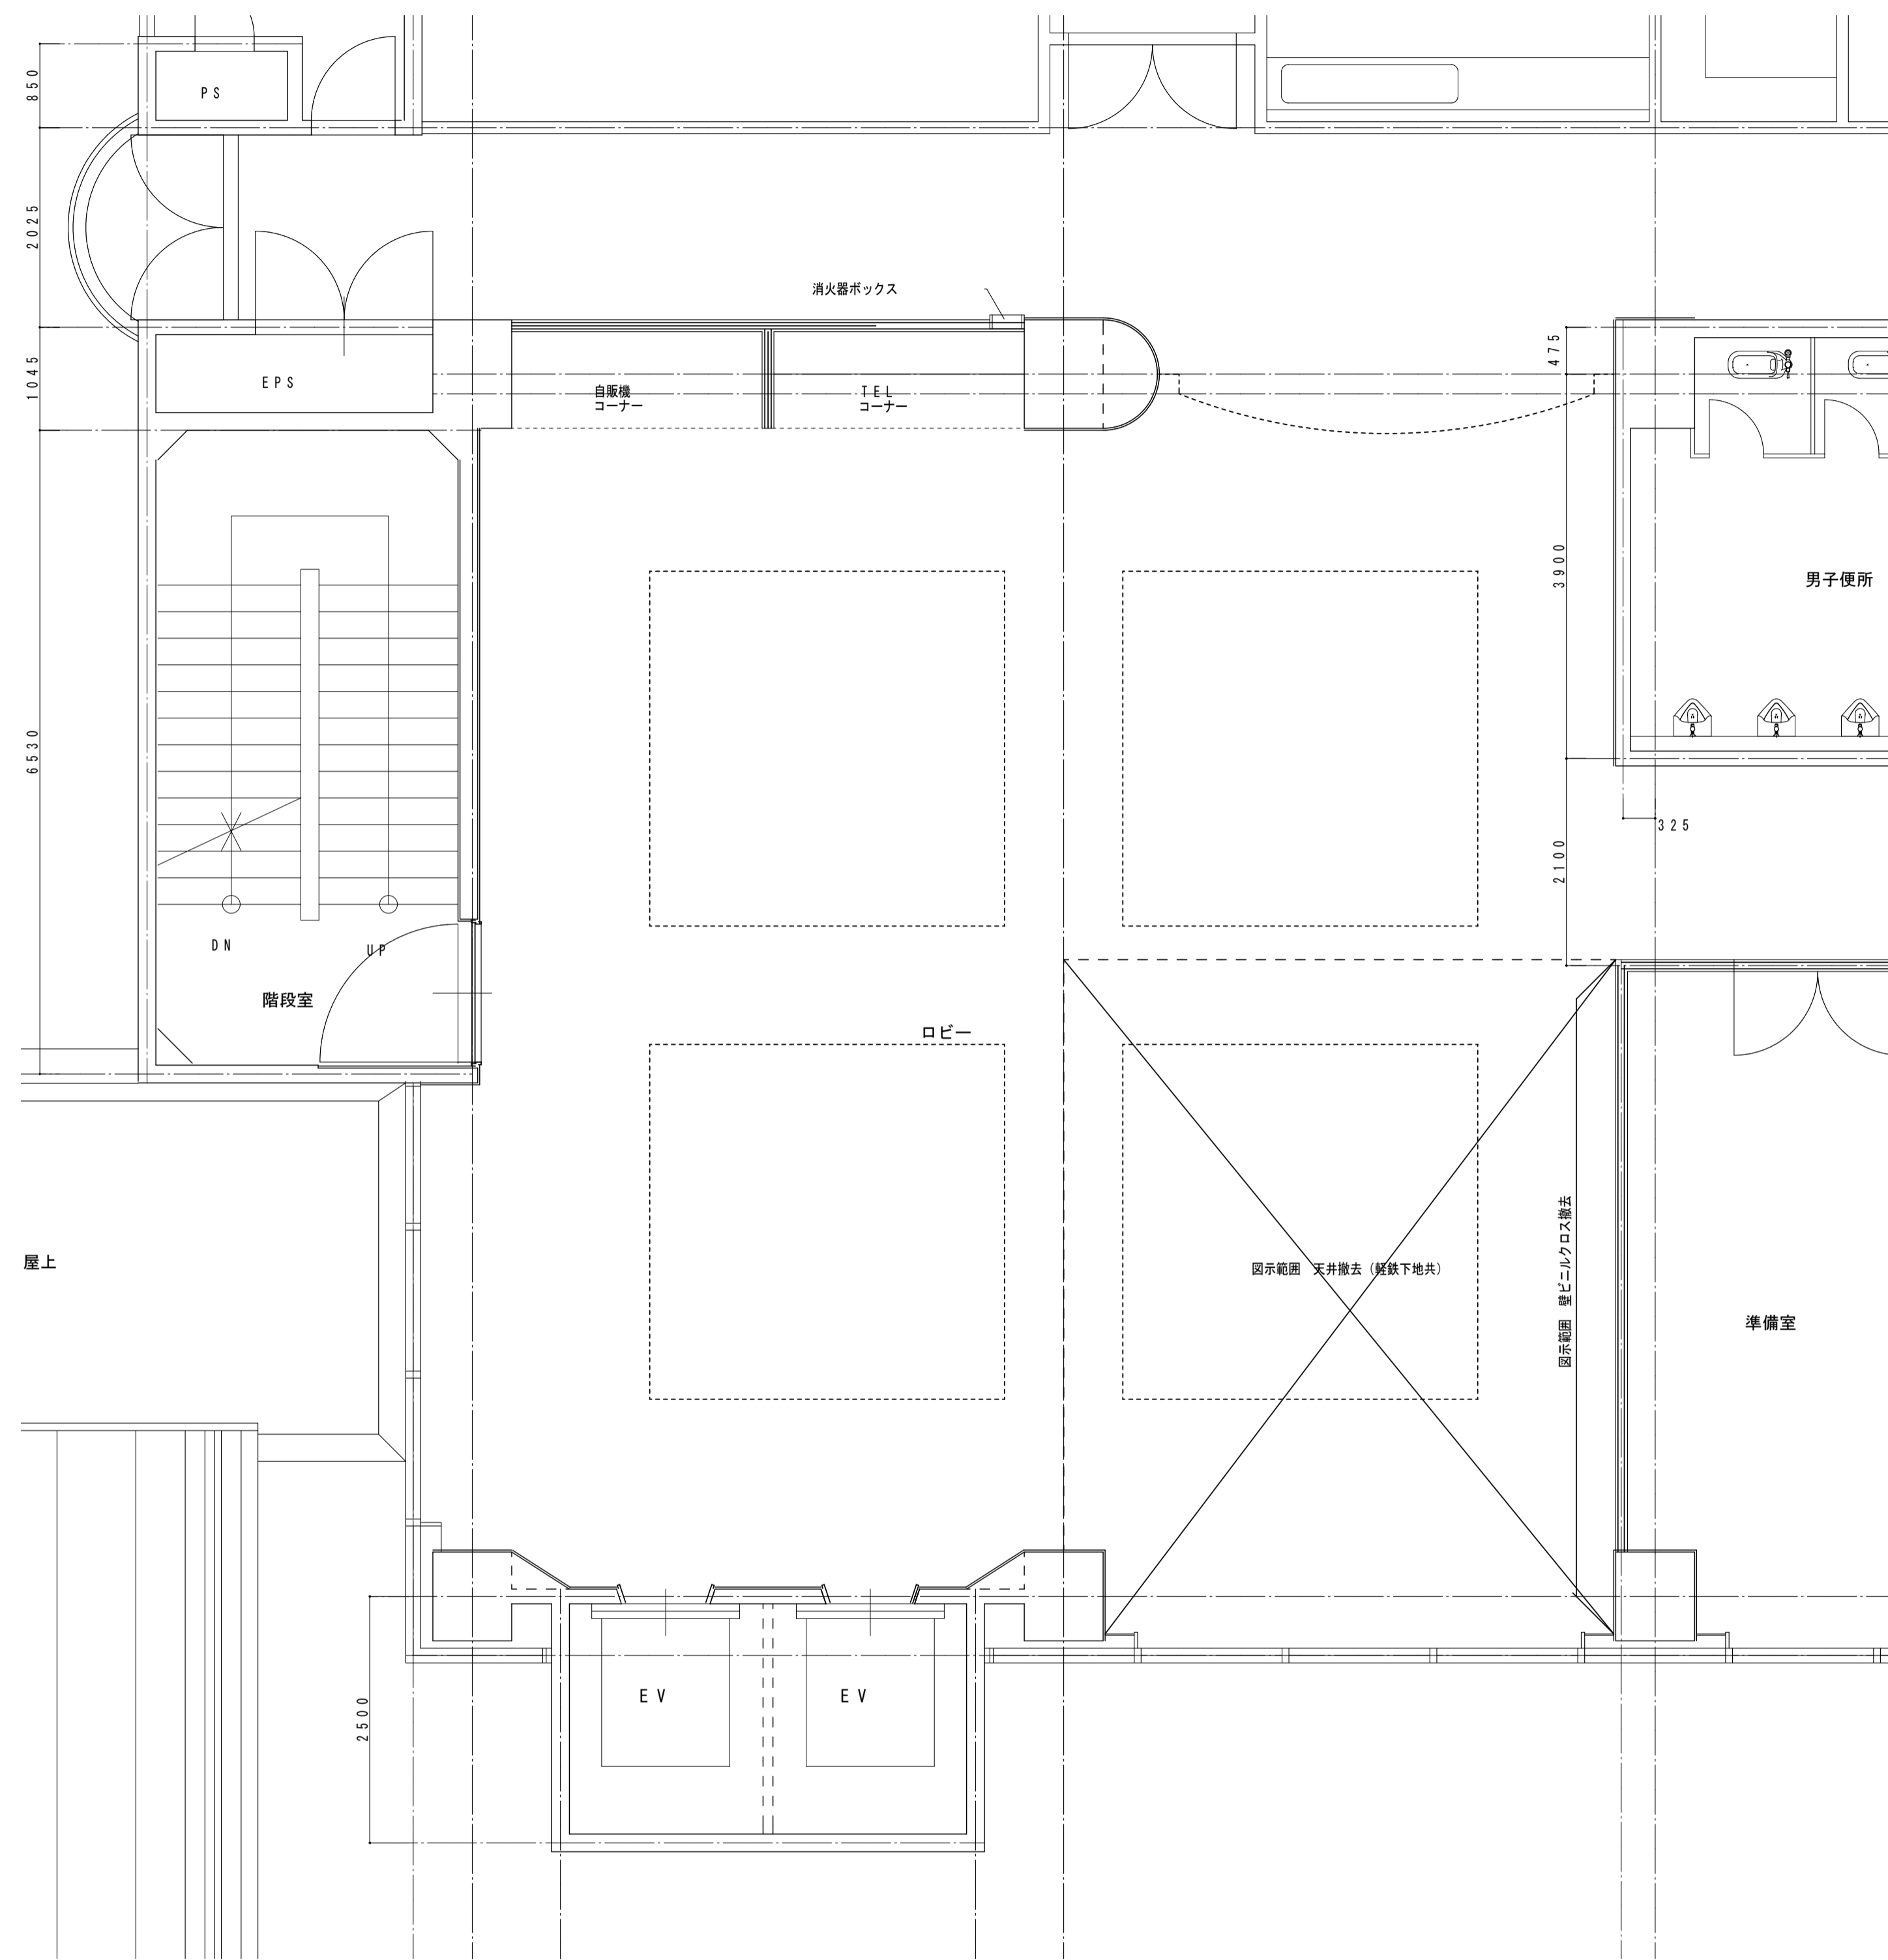 850
PS
2025
消火器ボックス
475
1045
EPS
自販機
コーナー
TEL
コーナー
3900
男子便所
6530
325
2100
DN
UP
階段室
ロビー
屋上
図示範囲　天井撤去（軽鉄下地共）
図示範囲　壁ビニルクロス撤去
準備室
2500
EV
EV